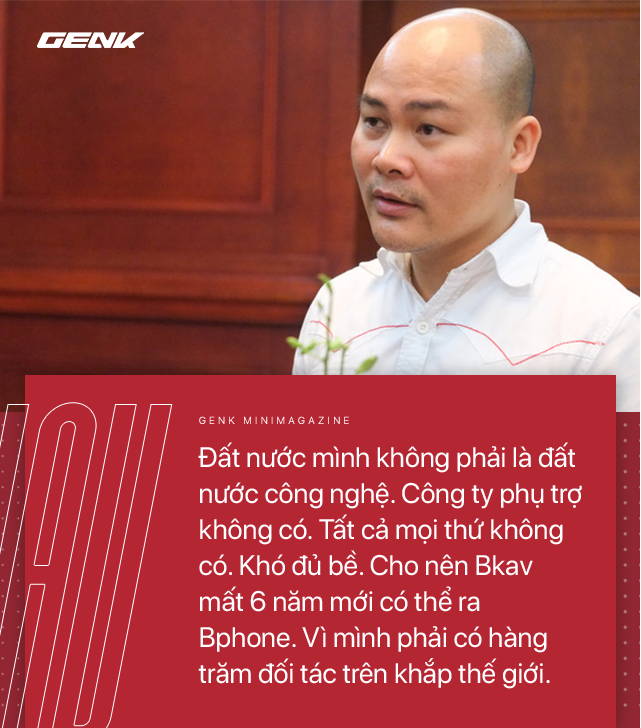 GENK
GENK MINIMAGAZINE
Đất nước mình không phải là đất
nước công nghệ. Công ty phụ trợ
không có. Tất cả mọi thứ không
có. Khó đủ bề. Cho nên Bkav
mất 6 năm mới có thể ra
Bphone. Vì mình phải có hàng
trăm đối tác trên khắp thế giới.